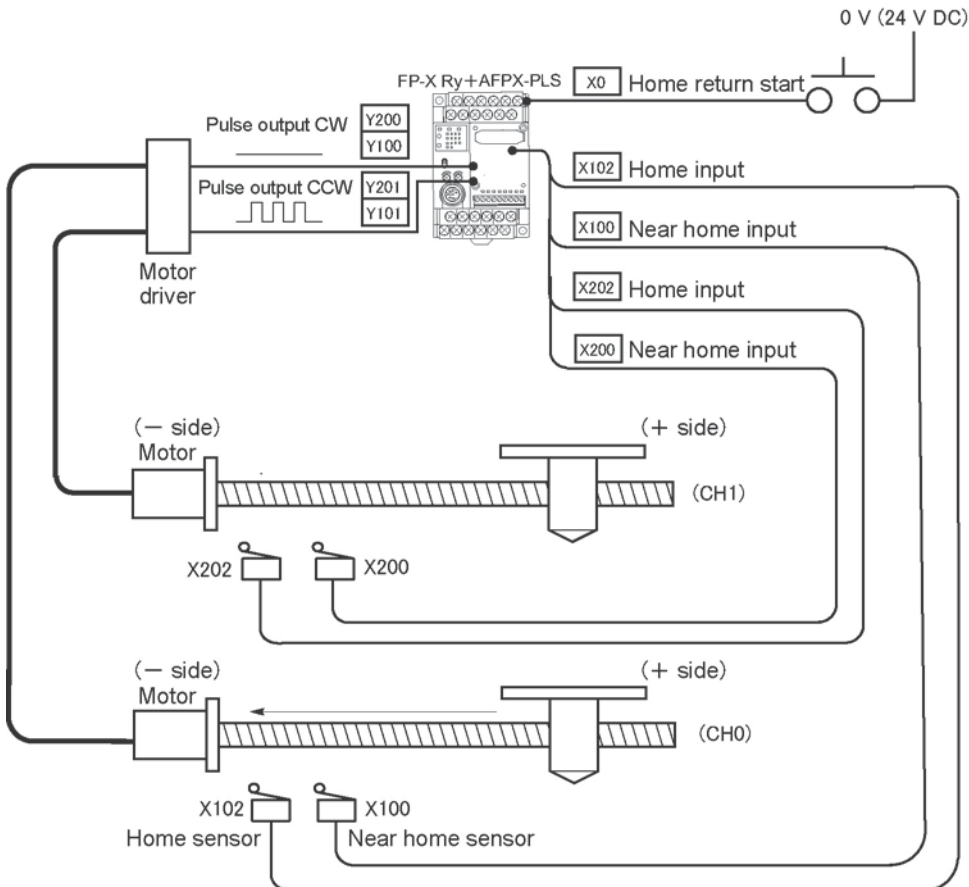 0 V (24 V DC)
FP-X Ry+AFPX-PLS
X0 Home return start
Pulse output CW
Y200
Y100
Pulse output CCW
Y201
Y101
X102 Home input
X100 Near home input
X202 Home input
X200 Near home input
Motor
driver
(− side)
Motor
(+ side)
(CH1)
X202
X200
(− side)
Motor
(+ side)
(CH0)
X102
X100
Home sensor
Near home sensor